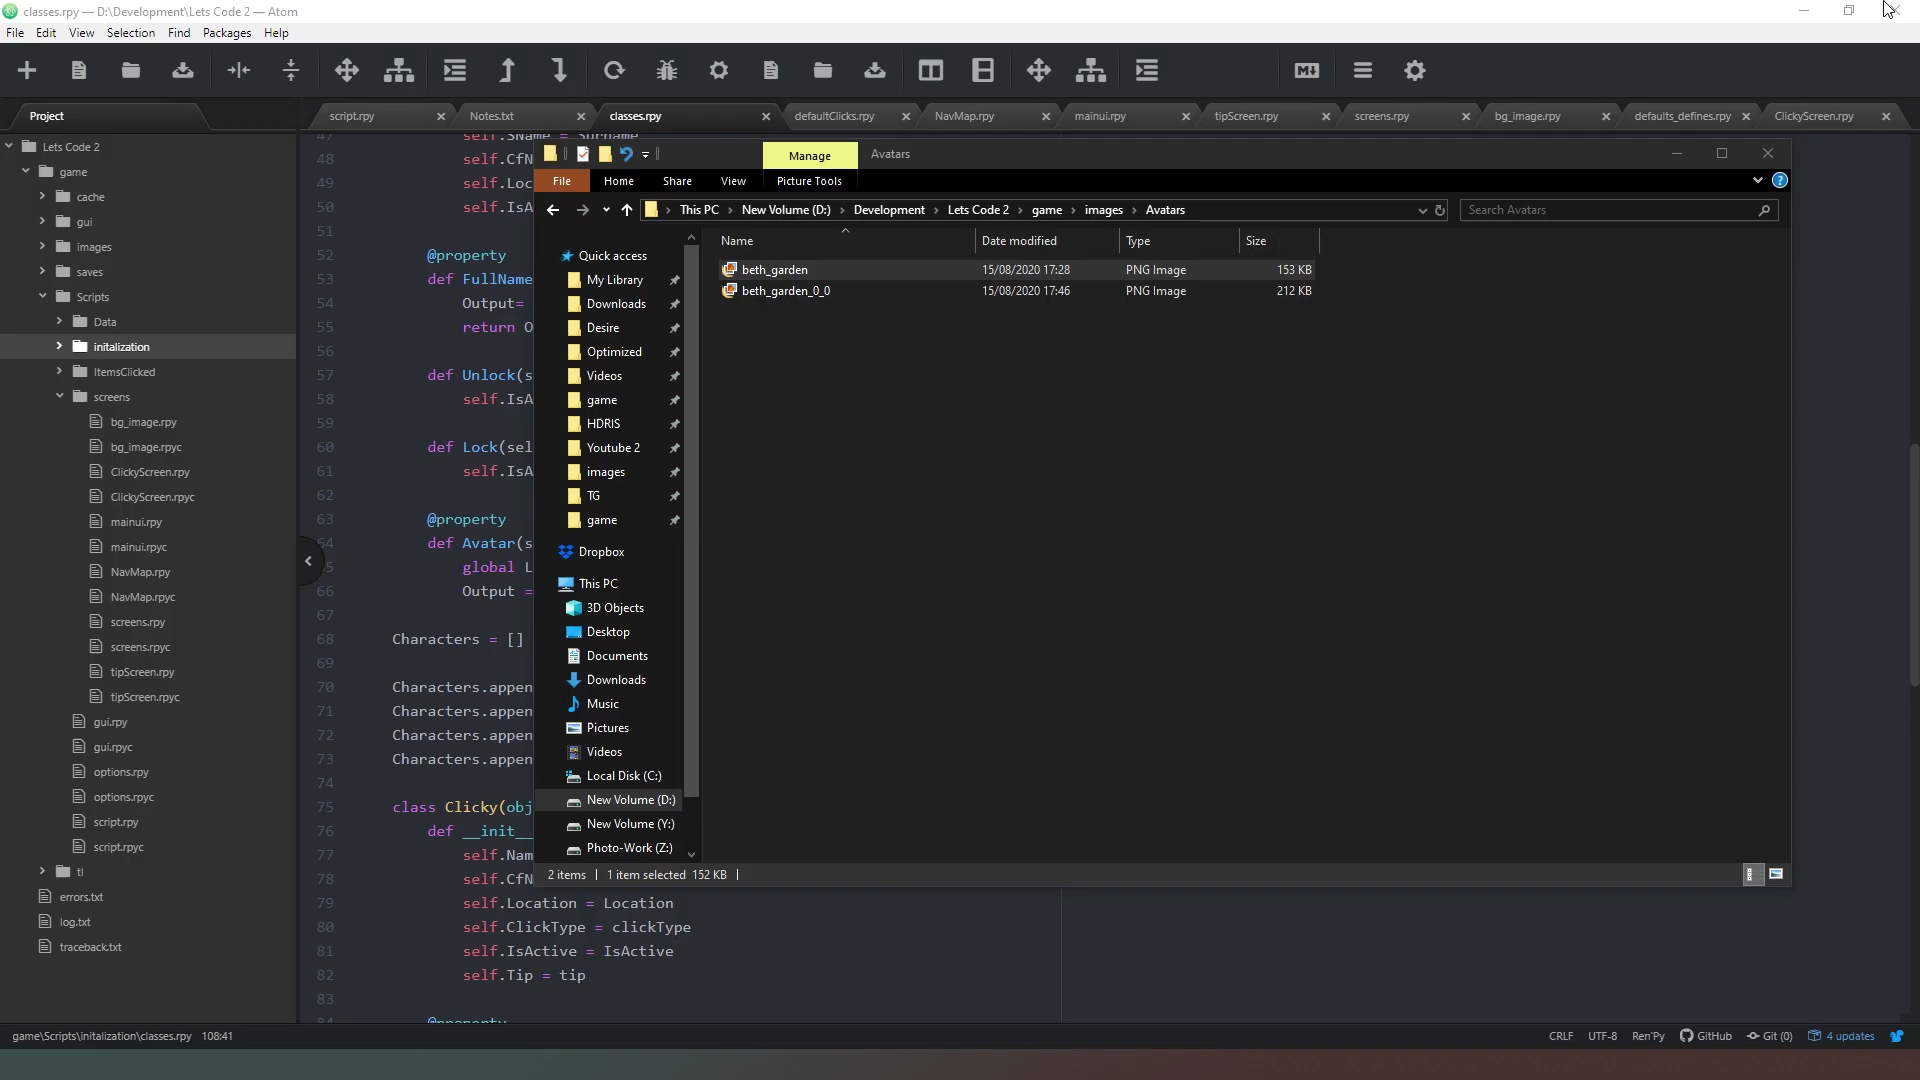 classes.rpy — D:\Development\Lets Code 2 — Atom
File Edit View Selection Find Packages Help
Project
script.rpy
Notes.txt
classes.rpy
defaultClicks.rpy
NavMap.rpy
mainui.rpy
tipScreen.rpy
screens.rpy
bg_image.rpy
defaults_defines.rpy
ClickyScreen.rpy
Lets Code 2
game
cache
gui
images
saves
Scripts
Data
initalization
ItemsClicked
screens
bg_image.rpy
bg_image.rpyc
ClickyScreen.rpy
ClickyScreen.rpyc
mainui.rpy
mainui.rpyc
NavMap.rpy
NavMap.rpyc
screens.rpy
screens.rpyc
tipScreen.rpy
tipScreen.rpyc
gui.rpy
gui.rpyc
options.rpy
options.rpyc
script.rpy
script.rpyc
tl
errors.txt
log.txt
traceback.txt
47 self.SName = Surname
48 self.CfN
49 self.Loc
50 self.IsA
51
52 @property
53 def FullName
54 Output=
55 return O
56
57 def Unlock(s
58 self.IsA
59
60 def Lock(sel
61 self.IsA
62
63 @property
64 def Avatar(s
5 global L
66 Output =
67
68 Characters = []
69
70 Characters.appen
71 Characters.appen
72 Characters.appen
73 Characters.appen
74
75 class Clicky(obj
76 def __init__
77 self.Nam
78 self.CfN
79 self.Location = Location
80 self.ClickType = clickType
81 self.IsActive = IsActive
82 self.Tip = tip
83
84 @property
Manage Avatars
File Home Share View Picture Tools
This PC New Volume (D:) Development Lets Code 2 game images Avatars
Search Avatars
Name Date modified Type Size
beth_garden 15/08/2020 17:28 PNG Image 153 KB
beth_garden_0_0 15/08/2020 17:46 PNG Image 212 KB
Quick access
My Library
Downloads
Desire
Optimized
Videos
game
HDRIS
Youtube 2
images
TG
game
Dropbox
This PC
3D Objects
Desktop
Documents
Downloads
Music
Pictures
Videos
Local Disk (C:)
New Volume (D:)
New Volume (Y:)
Photo-Work (Z:)
2 items 1 item selected 152 KB
game\Scripts\initalization\classes.rpy 108:41
CRLF UTF-8 Ren'Py GitHub Git (0) 4 updates